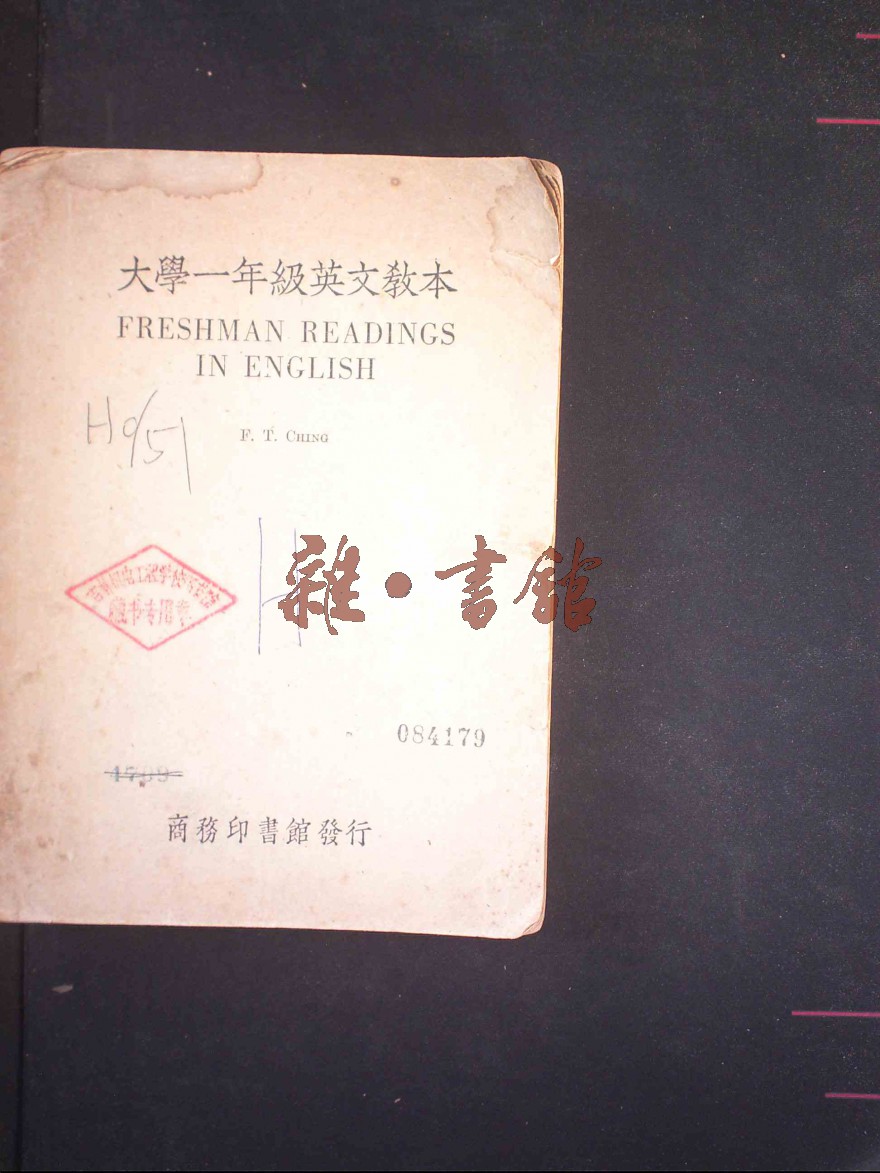 大學一年級英文教本
FRESHMAN READINGS
IN ENGLISH
F. T. CHING
雜·書館
084179
商務印書館發行